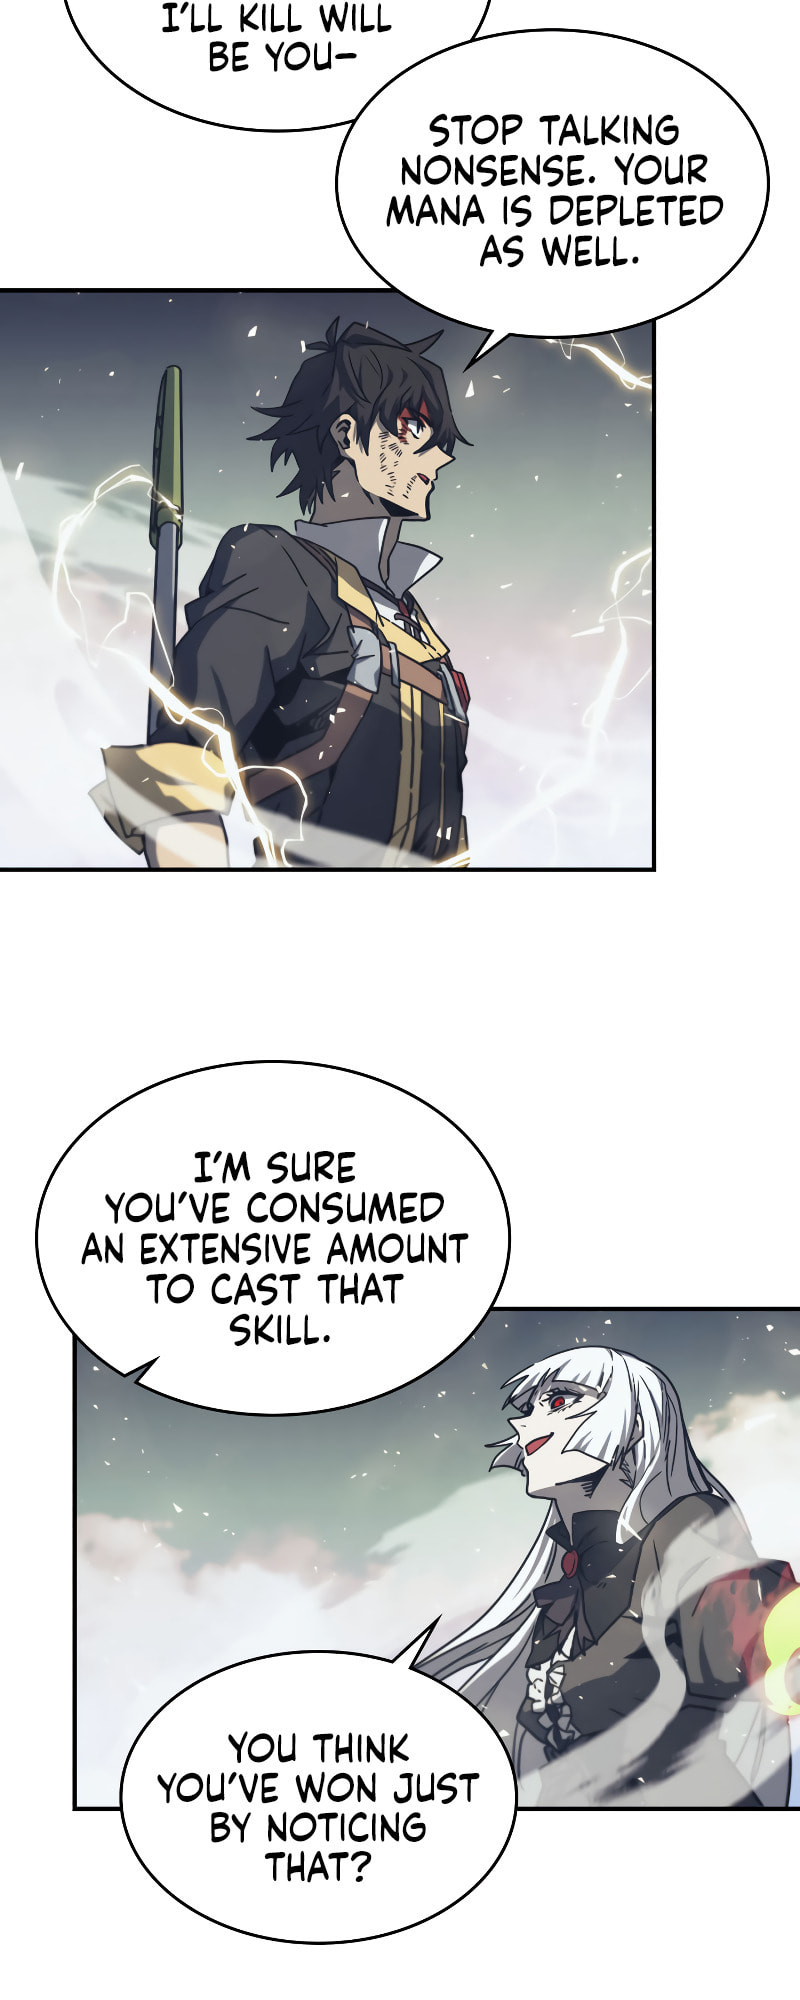 I'LL KILL WILL
BE YOU-
STOP TALKING
NONSENSE. YOUR
MANA IS DEPLETED
AS WELL.
I'M SURE
YOU'VE CONSUMED
AN EXTENSIVE AMOUNT
TO CAST THAT
SKILL.
YOU THINK
YOU'VE WON JUST
BY NOTICING
THAT?